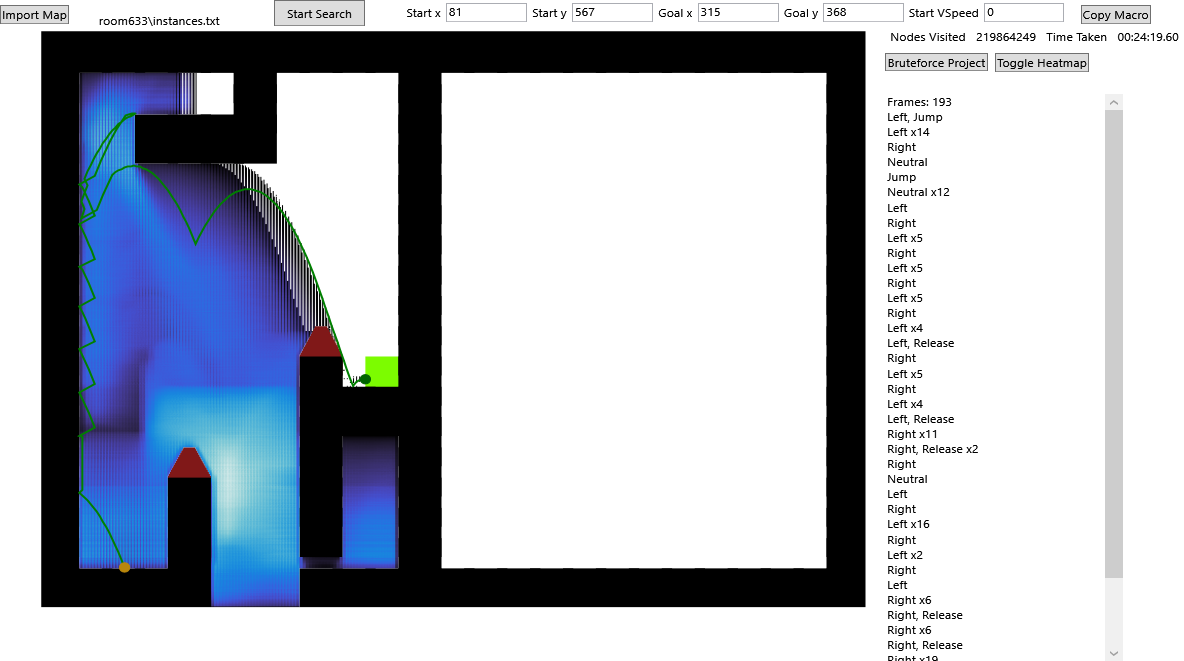 Import Map
room633\instances.txt
Start Search
Start x 81 Start y 567 Goal x 315 Goal y 368 Start VSpeed 0
Copy Macro
Nodes Visited 219864249 Time Taken 00:24:19.60
Bruteforce Project Toggle Heatmap
Frames: 193
Left, Jump
Left x14
Right
Neutral
Jump
Neutral x12
Left
Right
Left x5
Right
Left x5
Right
Left x5
Right
Left x4
Left, Release
Right
Left x5
Right
Left x4
Left, Release
Right x11
Right, Release x2
Right
Neutral
Left
Right
Left x16
Right
Left x2
Right
Left
Right x6
Right, Release
Right x6
Right, Release
Right x19